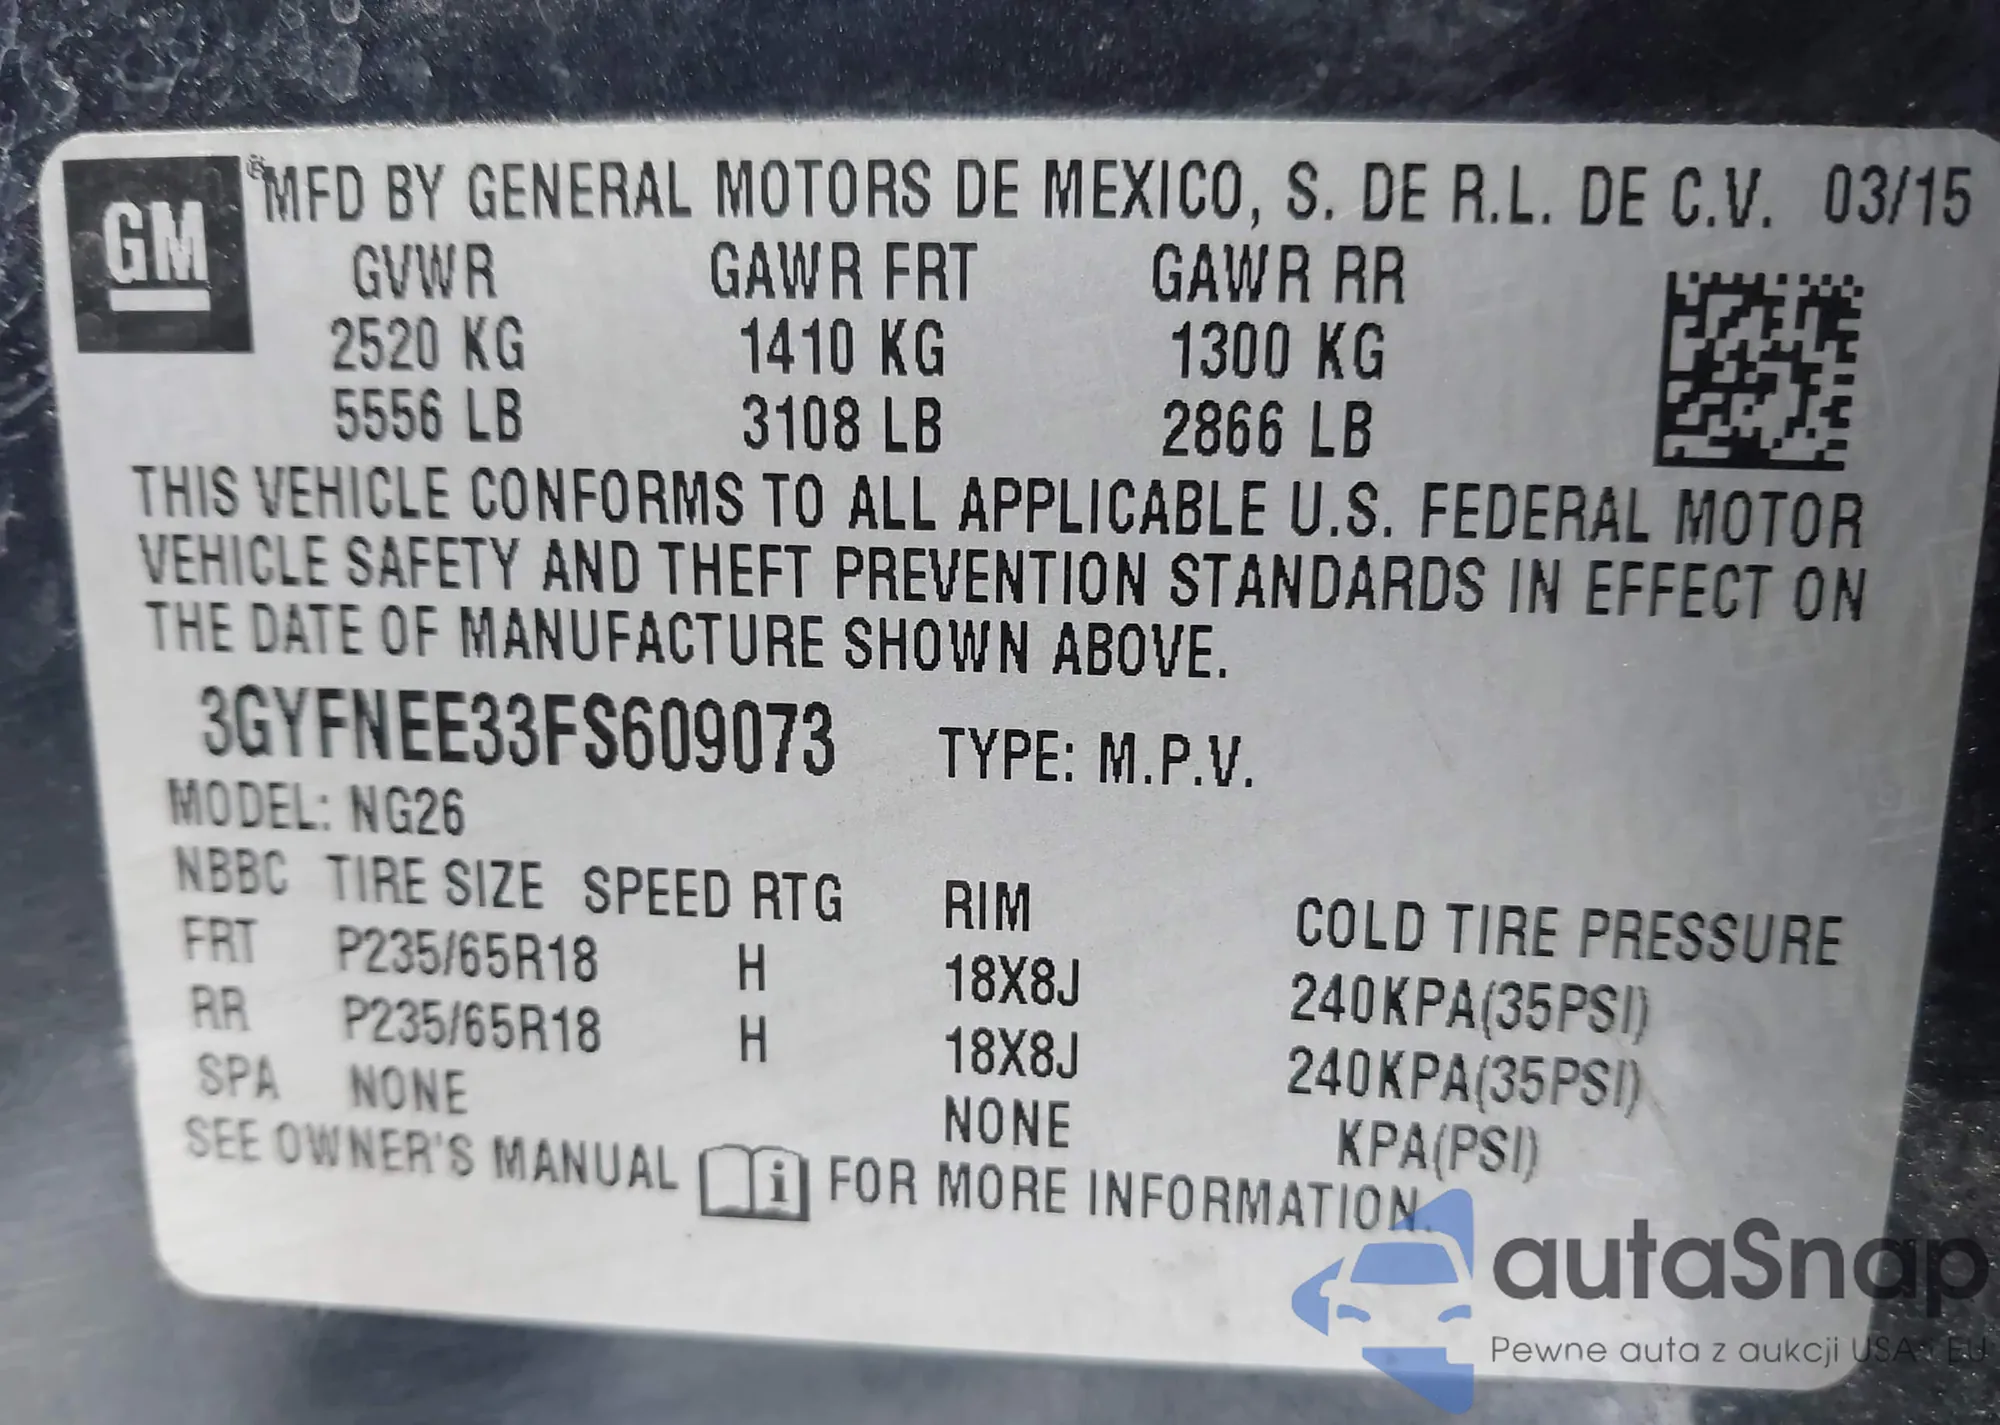 GM
MFD BY GENERAL MOTORS DE MEXICO, S. DE R.L. DE C.V. 03/15
GVWR GAWR FRT GAWR RR
2520 KG 1410 KG 1300 KG
5556 LB 3108 LB 2866 LB
THIS VEHICLE CONFORMS TO ALL APPLICABLE U.S. FEDERAL MOTOR
VEHICLE SAFETY AND THEFT PREVENTION STANDARDS IN EFFECT ON
THE DATE OF MANUFACTURE SHOWN ABOVE.
3GYFNEE33FS609073 TYPE: M.P.V.
MODEL: NG26
NBBC TIRE SIZE SPEED RTG RIM COLD TIRE PRESSURE
FRT P235/65R18 H 18X8J 240KPA(35PSI)
RR P235/65R18 H 18X8J 240KPA(35PSI)
SPA NONE NONE KPA(PSI)
SEE OWNER'S MANUAL i FOR MORE INFORMATION.
autaSnap
Pewne auta z aukcji USA i EU